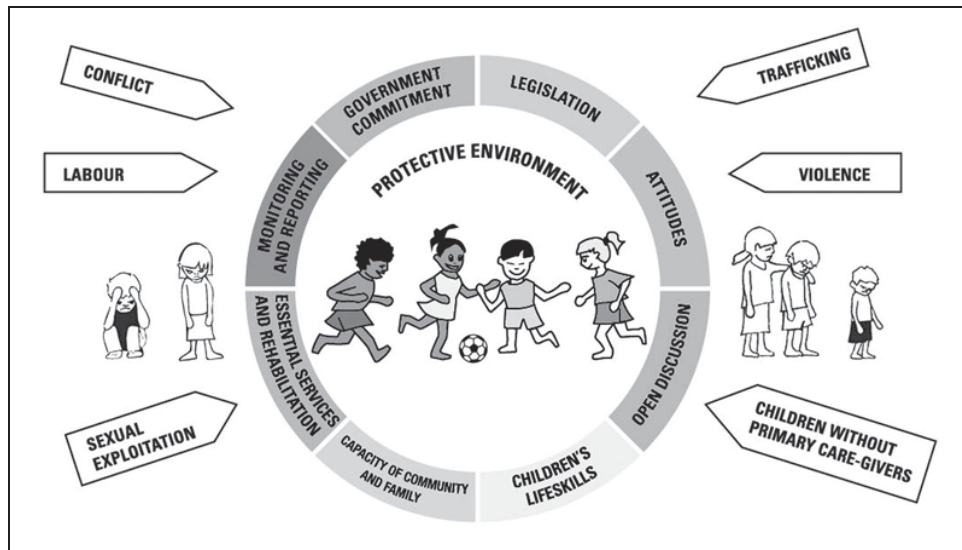 CONFLICT
TRAFFICKING
GOVERNMENT
COMMITMENT
LEGISLATION
LABOUR
MONITORING
AND REPORTING
PROTECTIVE ENVIRONMENT
ATTITUDES
VIOLENCE
ESSENTIAL SERVICES
AND REHABILITATION
OPEN DISCUSSION
SEXUAL
EXPLOITATION
CAPACITY OF COMMUNITY
AND FAMILY
CHILDREN'S
LIFESKILLS
CHILDREN WITHOUT
PRIMARY CARE-GIVERS